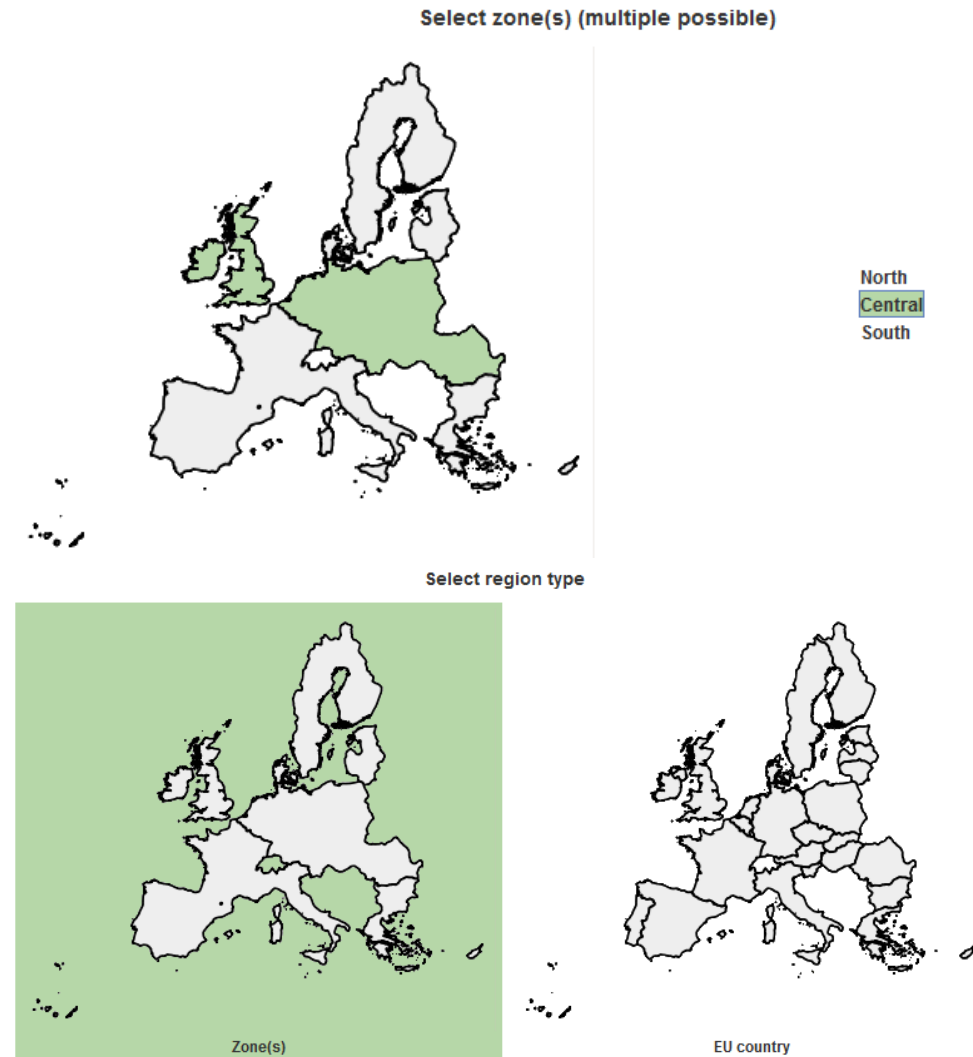 Select zone(s) (multiple possible)
North
Central
South
Select region type
Zone(s)
EU country